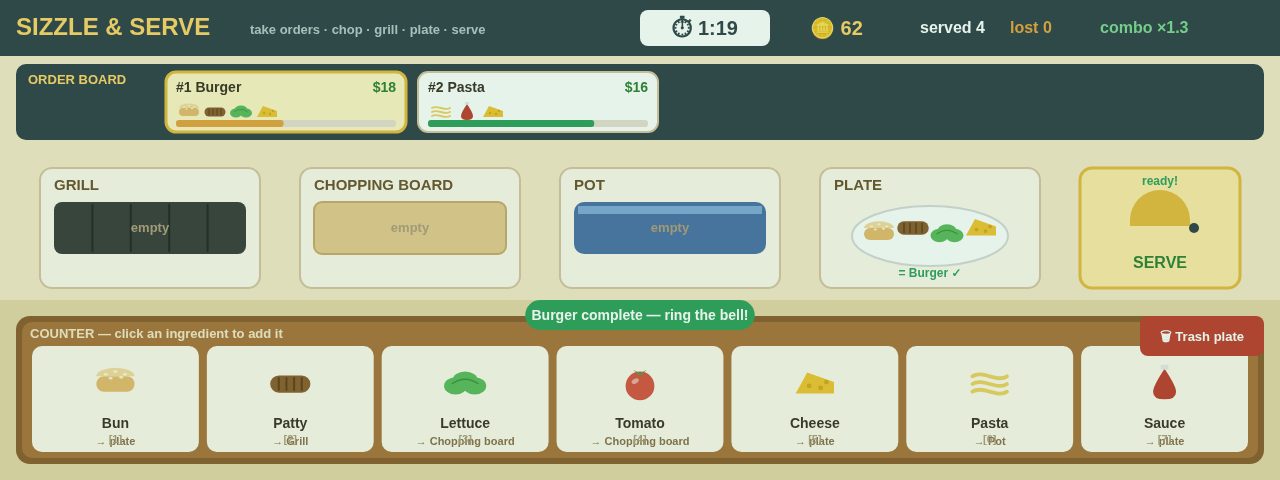 SIZZLE & SERVE
take orders · chop · grill · plate · serve
1:19
62
served 4
lost 0
combo ×1.3
ORDER BOARD
#1 Burger
$18
#2 Pasta
$16
GRILL
empty
CHOPPING BOARD
empty
POT
empty
PLATE
= Burger ✓
ready!
SERVE
Burger complete — ring the bell!
COUNTER — click an ingredient to add it
Trash plate
Bun
→ plate
Patty
→ Grill
Lettuce
→ Chopping board
Tomato
→ Chopping board
Cheese
→ plate
Pasta
→ Pot
Sauce
→ plate